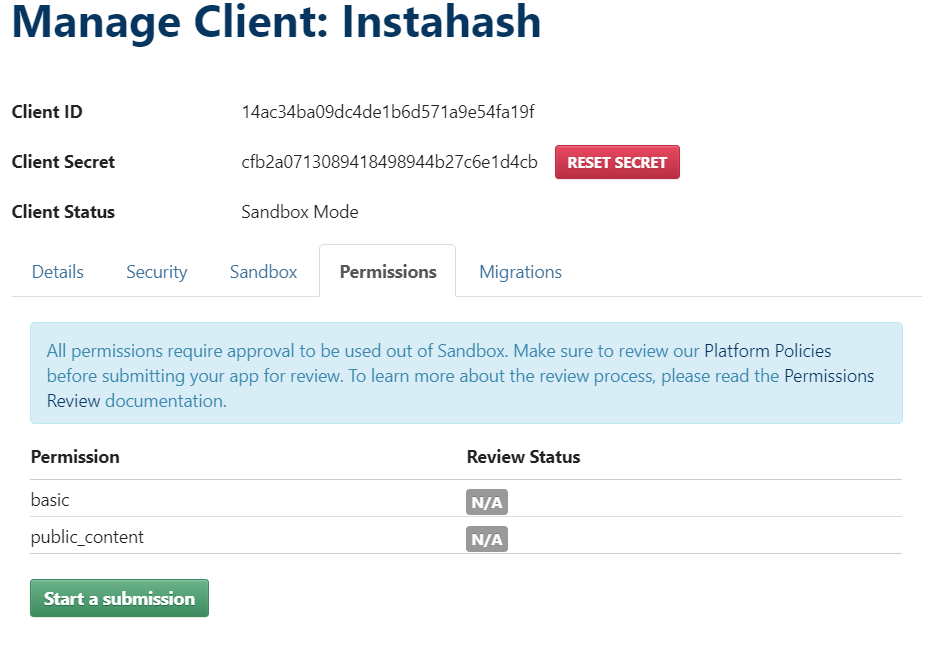 Manage Client: Instahash
Client ID 14ac34ba09dc4de1b6d571a9e54fa19f
Client Secret cfb2a0713089418498944b27c6e1d4cb RESET SECRET
Client Status Sandbox Mode
Details Security Sandbox Permissions Migrations
All permissions require approval to be used out of Sandbox. Make sure to review our Platform Policies
before submitting your app for review. To learn more about the review process, please read the Permissions
Review documentation.
Permission Review Status
basic N/A
public_content N/A
Start a submission